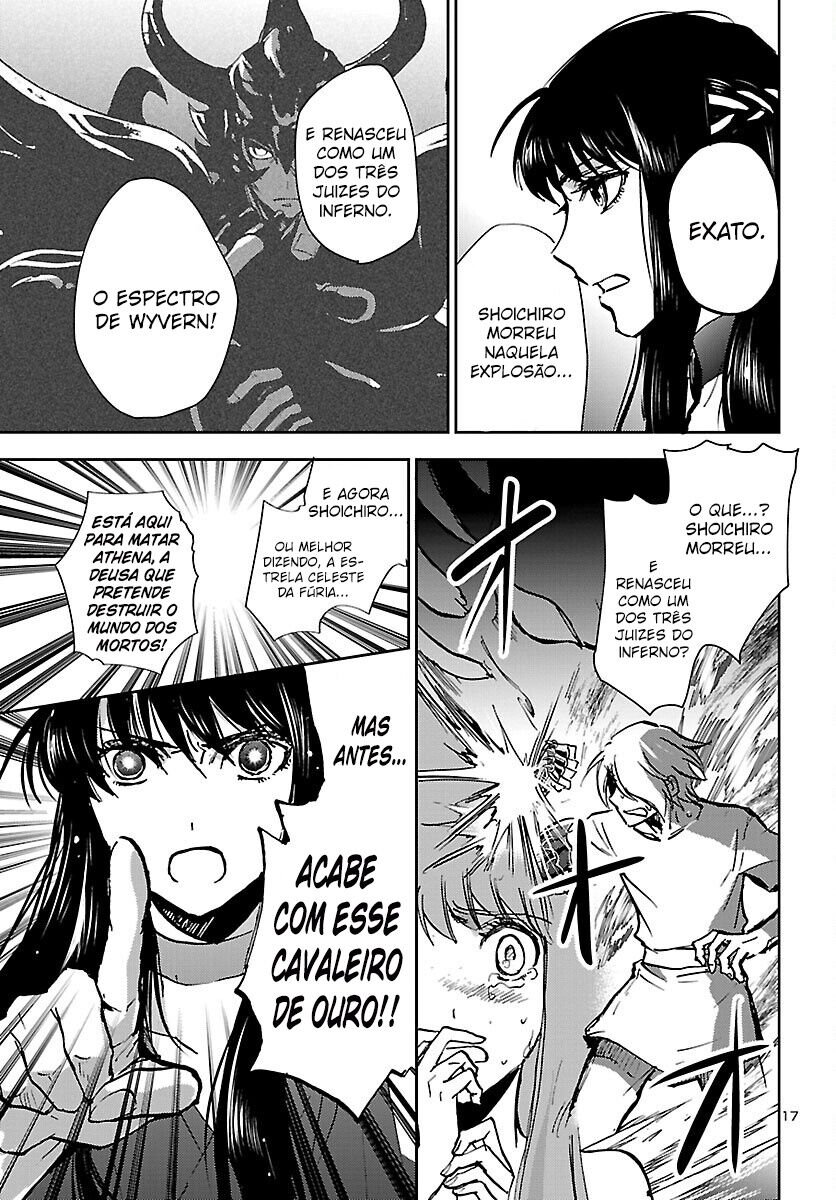 EXATO.
SHOICHIRO
MORREU
NAQUELA
EXPLOSÃO...
E RENASCEU
COMO UM
DOS TRÊS
JUIZES DO
INFERNO.
O ESPECTRO
DE WYVERN!
O QUE...?
SHOICHIRO
MORREU...
E
RENASCEU
COMO UM
DOS TRÊS
JUIZES DO
INFERNO?
E AGORA
SHOICHIRO...
OU MELHOR
DIZENDO, A ES-
TRELA CELESTE
DA FÚRIA...
ESTÁ AQUI
PARA MATAR
ATHENA, A
DEUSA QUE
PRETENDE
DESTRUIR O
MUNDO DOS
MORTOS!
MAS
ANTES...
ACABE
COM ESSE
CAVALEIRO
DE OURO!!
17